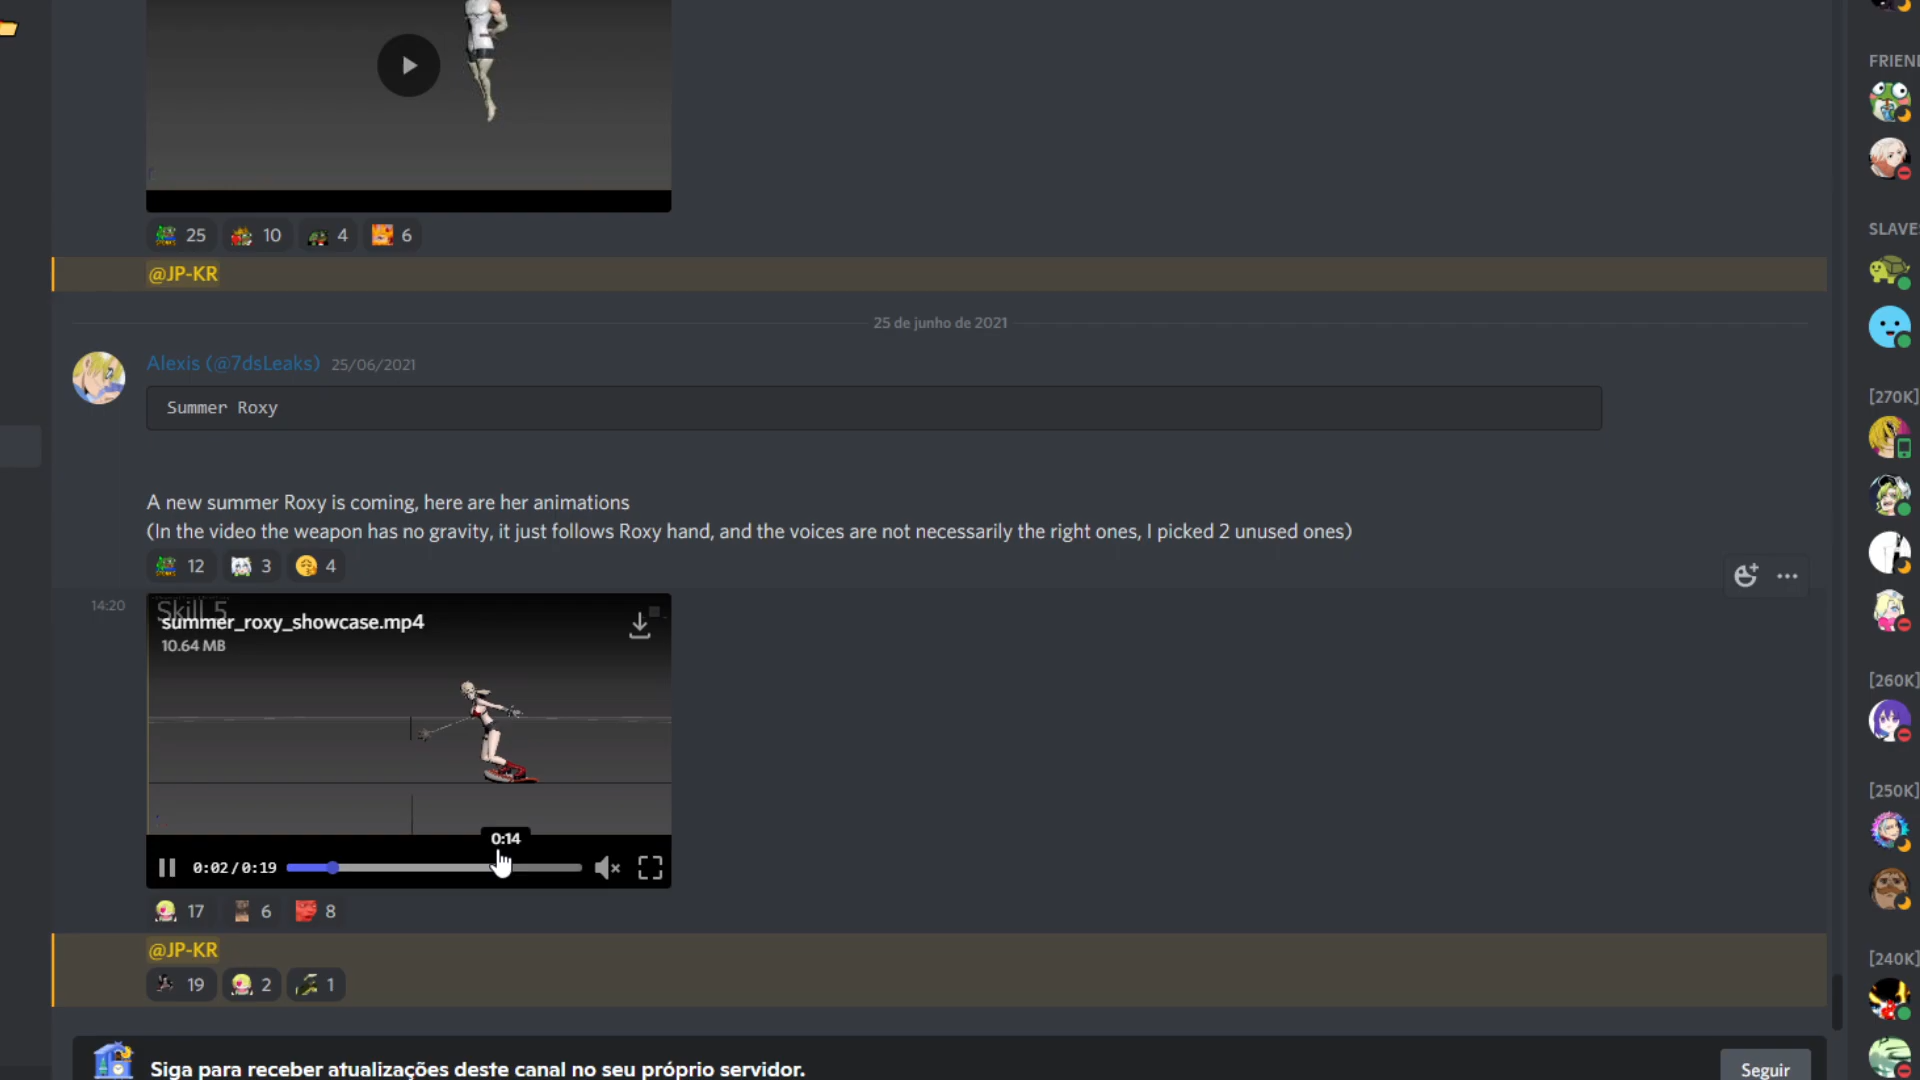 FRIEN
25 10 4 6
@JP-KR
SLAVE
25 de junho de 2021
Alexis (@7dsLeaks) 25/06/2021
[270K]
Summer Roxy
A new summer Roxy is coming, here are her animations
(In the video the weapon has no gravity, it just follows Roxy hand, and the voices are not necessarily the right ones, I picked 2 unused ones)
12 3 4
14:20
Skill 5
summer_roxy_showcase.mp4
10.64 MB
[260K]
[250K]
0:14
0:02/0:19
17 6 8
@JP-KR
[240K]
19 2 1
Siga para receber atualizações deste canal no seu próprio servidor.
Seguir